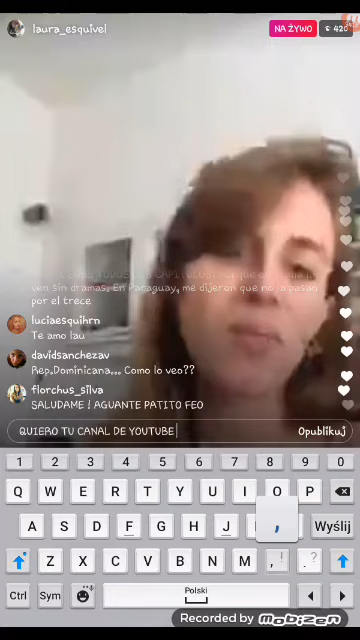 laura_esquivel
NA ŻYWO
420
ven sin dramas. En Paraguay, me dijeron que no la pasan
por el trece
luciaesquihrn
Te amo lau
davidsanchezav
Rep.Dominicana... Como lo veo??
florchus_silva
SALUDAME ! AGUANTE PATITO FEO
QUIERO TU CANAL DE YOUTUBE
Opublikuj
1 2 3 4 5 6 7 8 9 0
Q W E R T Y U I O P
A S D F G H J , Wyślij
Z X C V B N M , ! . ?
Ctrl Sym Polski
Recorded by MOBIZEN